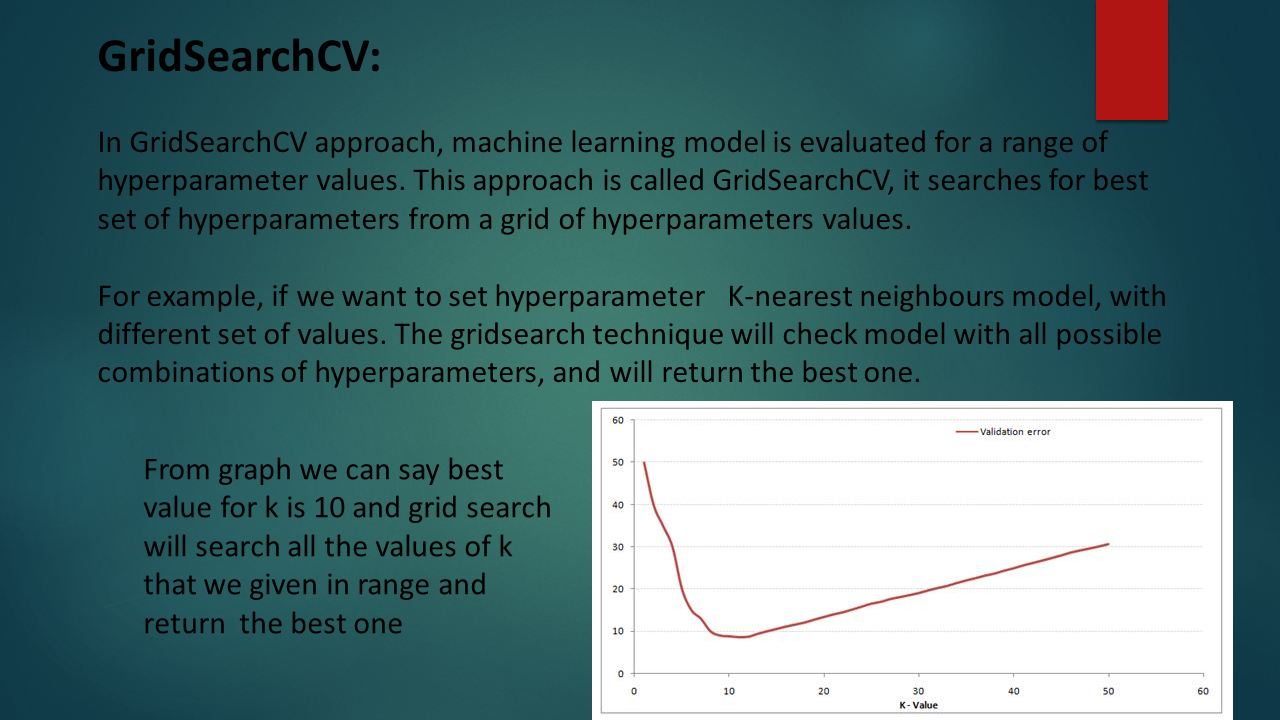 GridSearchCV:
In GridSearchCV approach, machine learning model is evaluated for a range of
hyperparameter values. This approach is called GridSearchCV, it searches for best
set of hyperparameters from a grid of hyperparameters values.
For example, if we want to set hyperparameter   K-nearest neighbours model, with
different set of values. The gridsearch technique will check model with all possible
combinations of hyperparameters, and will return the best one.
From graph we can say best
value for k is 10 and grid search
will search all the values of k
that we given in range and
return  the best one
Validation error
60
50
40
30
20
10
0
0 10 20 30 40 50 60
K - Value